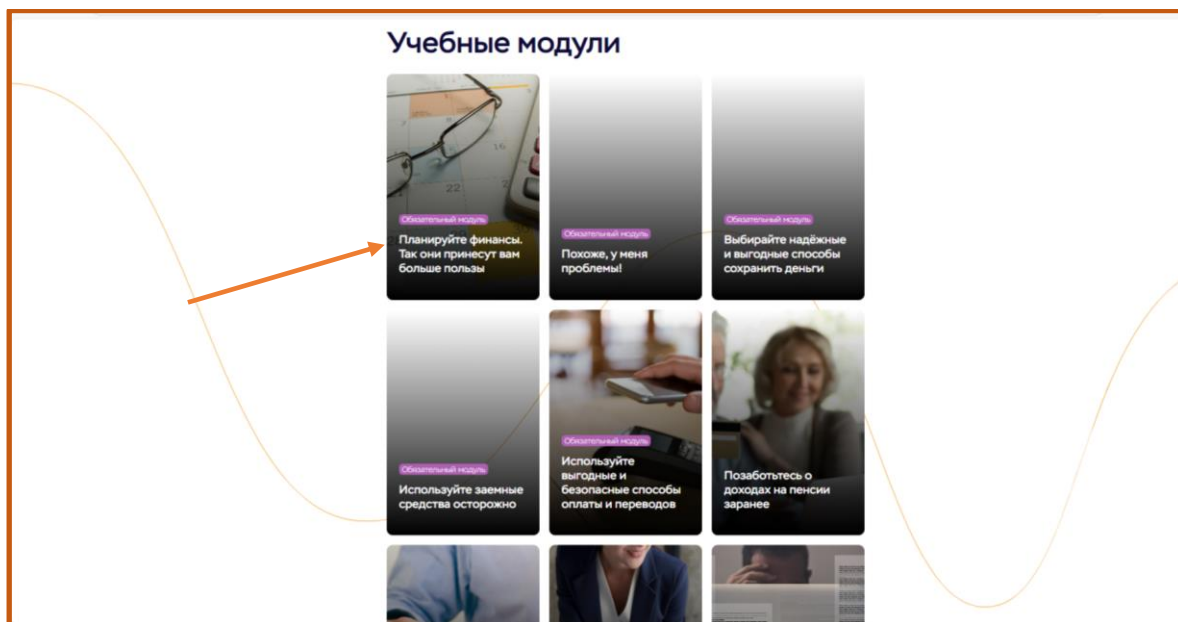 Учебные модули
Обязательный модуль
Планируйте финансы.
Так они принесут вам
больше пользы
Обязательный модуль
Похоже, у меня
проблемы!
Обязательный модуль
Выбирайте надёжные
и выгодные способы
сохранить деньги
Обязательный модуль
Используйте заемные
средства осторожно
Обязательный модуль
Используйте
выгодные и
безопасные способы
оплаты и переводов
Позаботьтесь о
доходах на пенсии
заранее